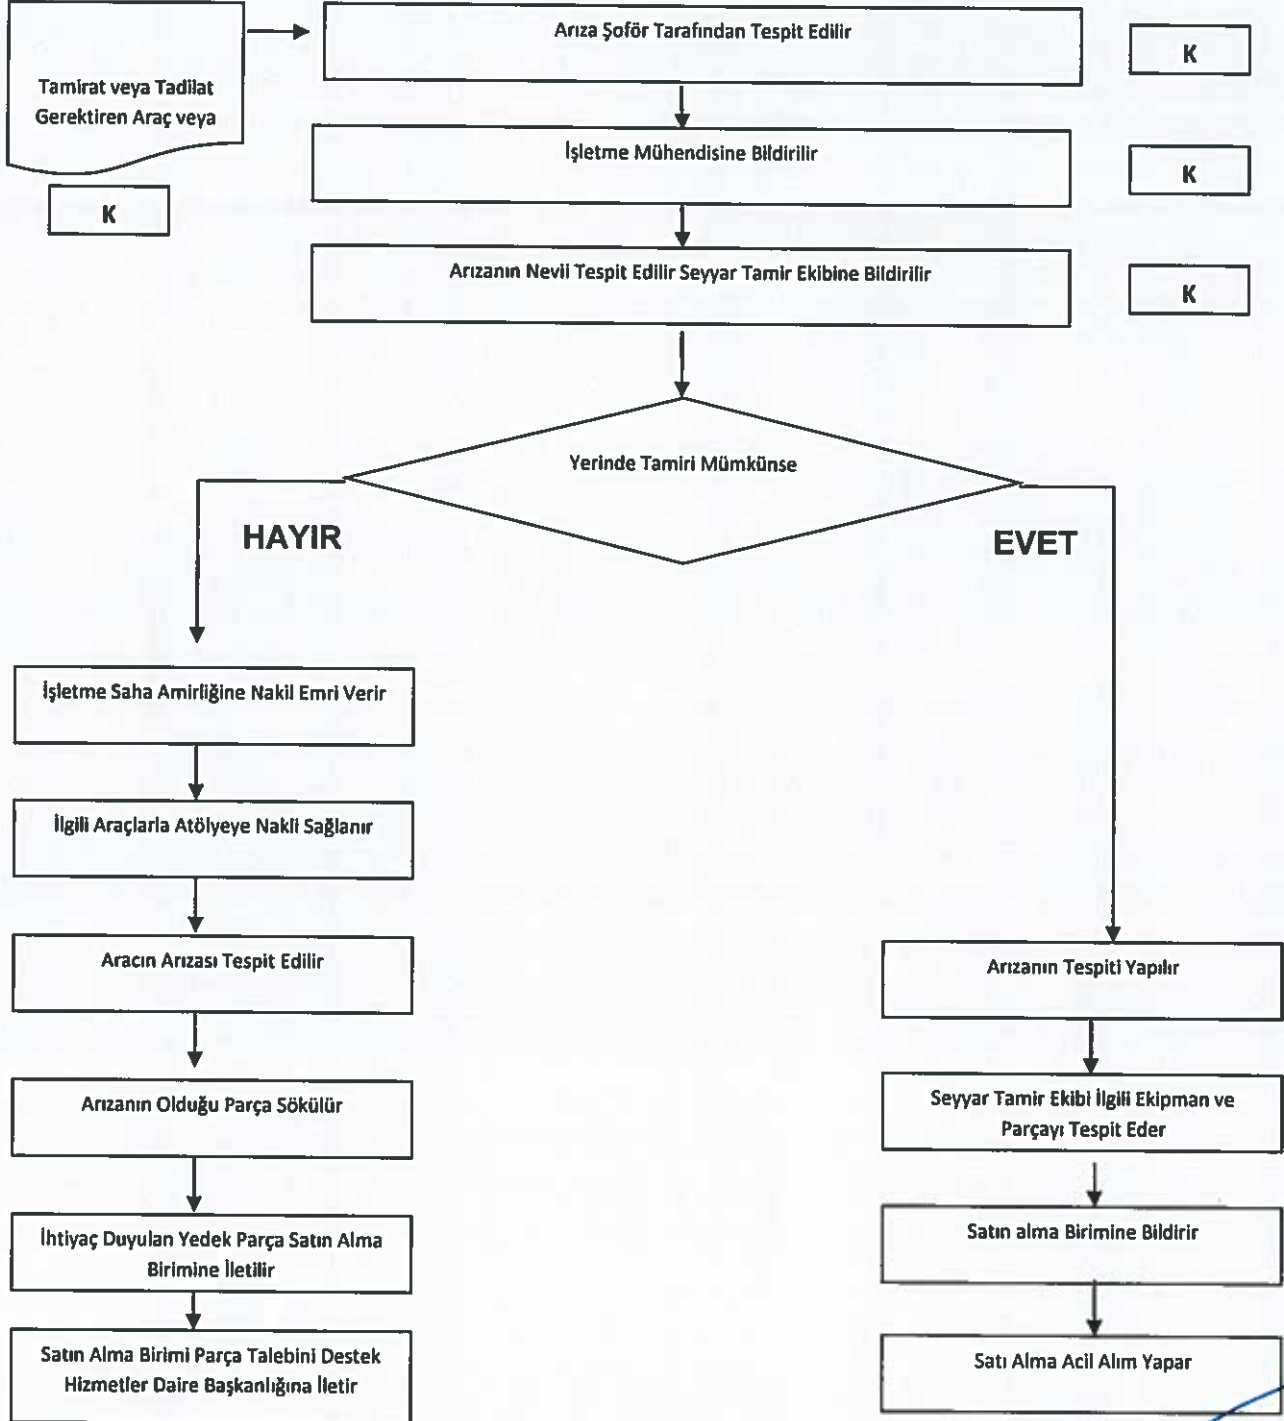 Tamirat veya Tadilat
Gerektiren Araç veya
K
Arıza Şoför Tarafından Tespit Edilir
K
İşletme Mühendisine Bildirilir
K
Arızanın Nevii Tespit Edilir Seyyar Tamir Ekibine Bildirilir
K
Yerinde Tamiri Mümkünse
HAYIR
EVET
İşletme Saha Amirliğine Nakil Emri Verir
İlgili Araçlarla Atölyeye Nakli Sağlanır
Aracın Arızası Tespit Edilir
Arızanın Olduğu Parça Sökülür
İhtiyaç Duyulan Yedek Parça Satın Alma
Birimine İletilir
Satın Alma Birimi Parça Talebini Destek
Hizmetler Daire Başkanlığına İletir
Arızanın Tespiti Yapılır
Seyyar Tamir Ekibi İlgili Ekipman ve
Parçayı Tespit Eder
Satın alma Birimine Bildirir
Satı Alma Acil Alım Yapar